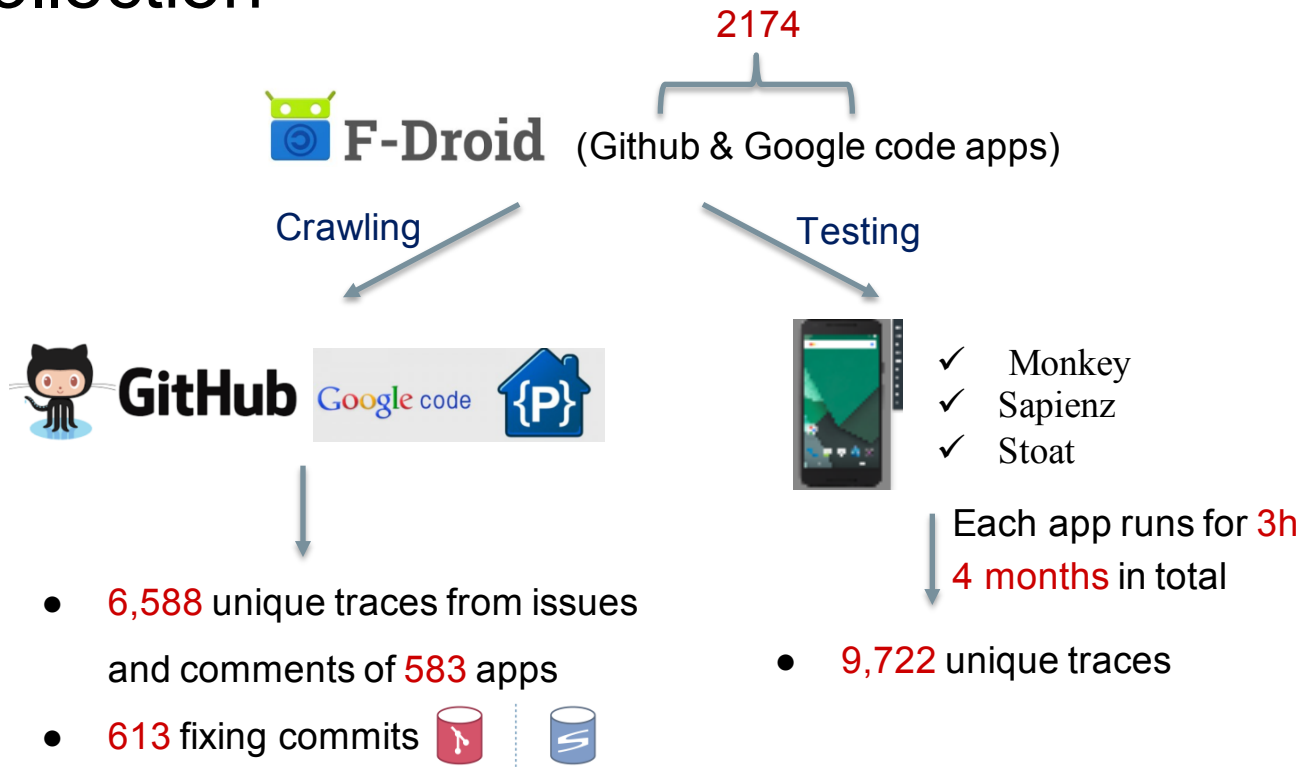 2174
F-Droid (Github & Google code apps)
Crawling
Testing
GitHub Google code {P}
✓ Monkey
✓ Sapienz
✓ Stoat
Each app runs for 3h
4 months in total
● 6,588 unique traces from issues
and comments of 583 apps
● 613 fixing commits
● 9,722 unique traces